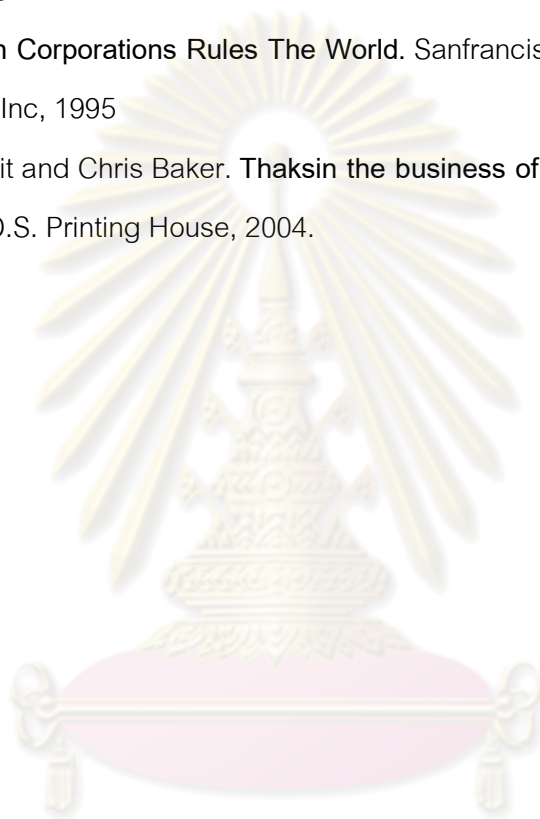 n Corporations Rules The World. Sanfrancis
Inc, 1995
it and Chris Baker. Thaksin the business of
.S. Printing House, 2004.